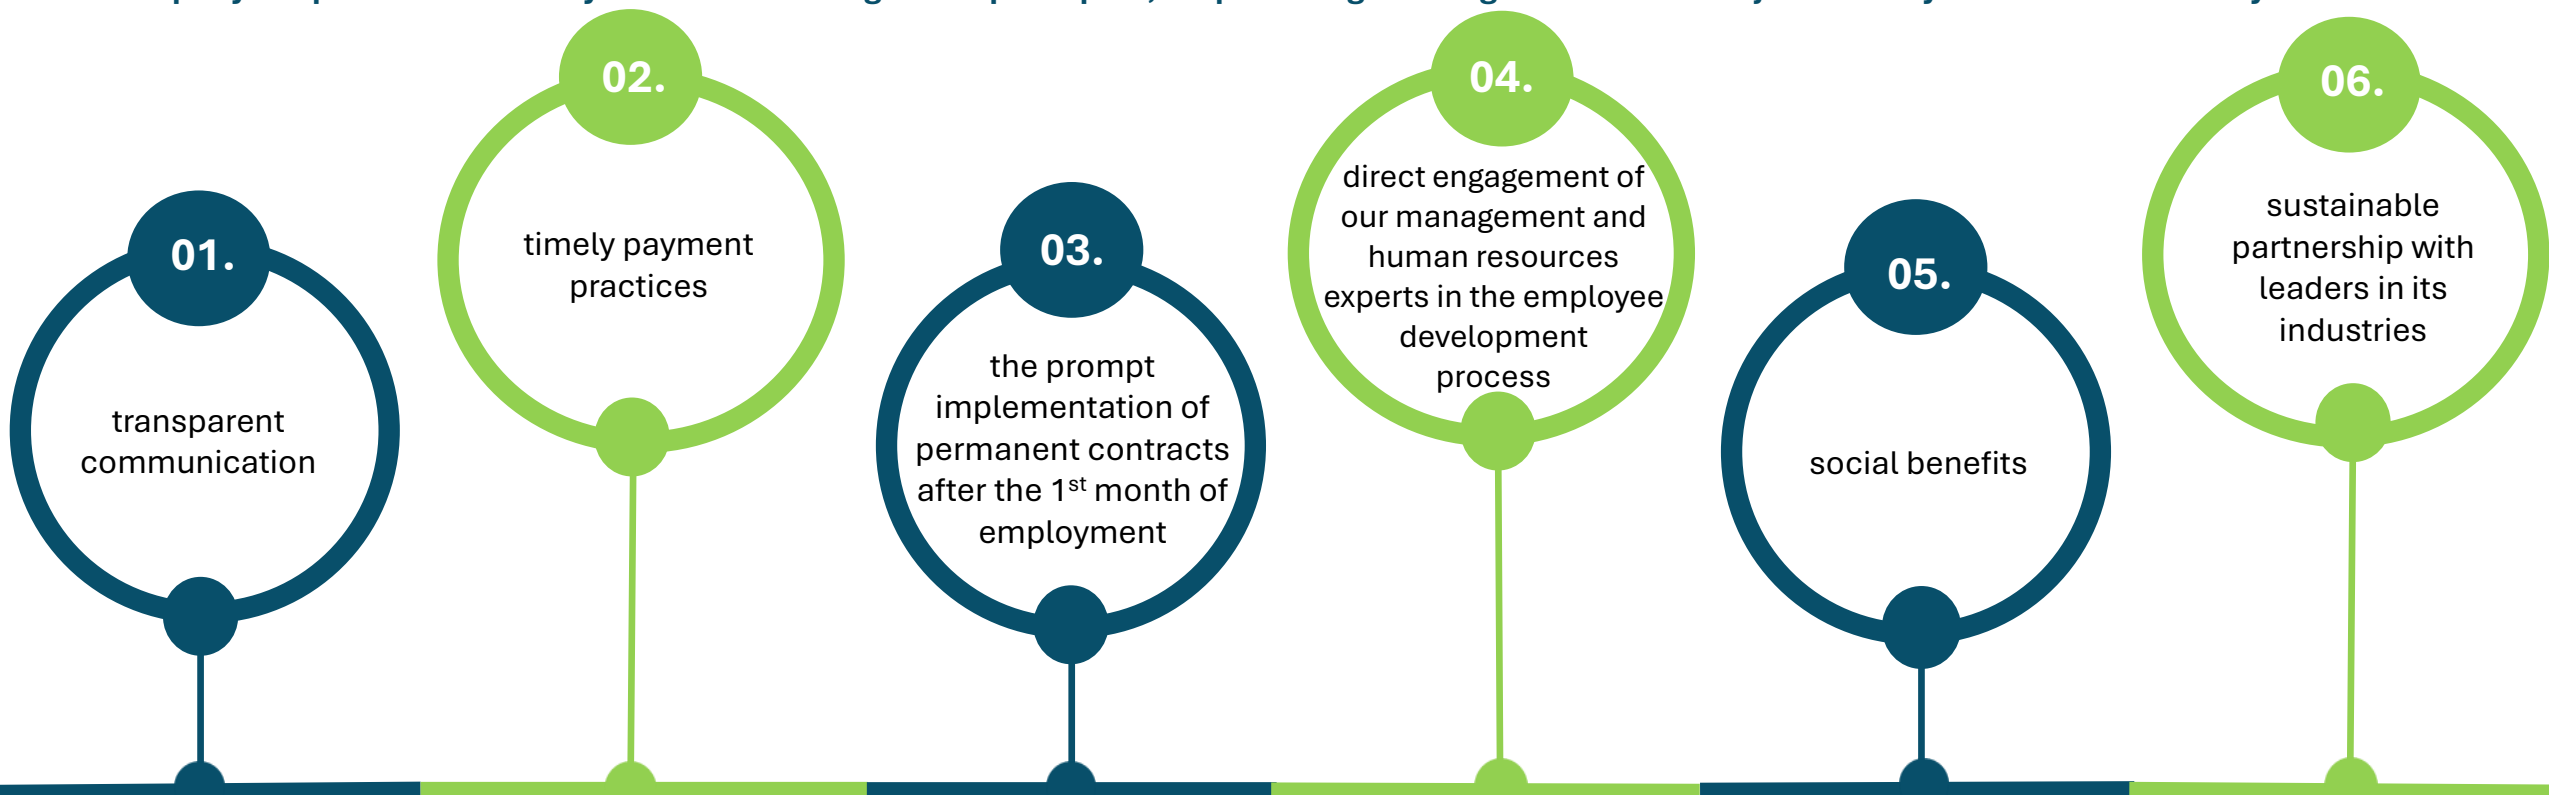 01.
transparent
communication
02.
timely payment
practices
03.
the prompt
implementation of
permanent contracts
after the 1st month of
employment
04.
direct engagement of
our management and
human resources
experts in the employee
development
process
05.
social benefits
06.
sustainable
partnership with
leaders in its
industries